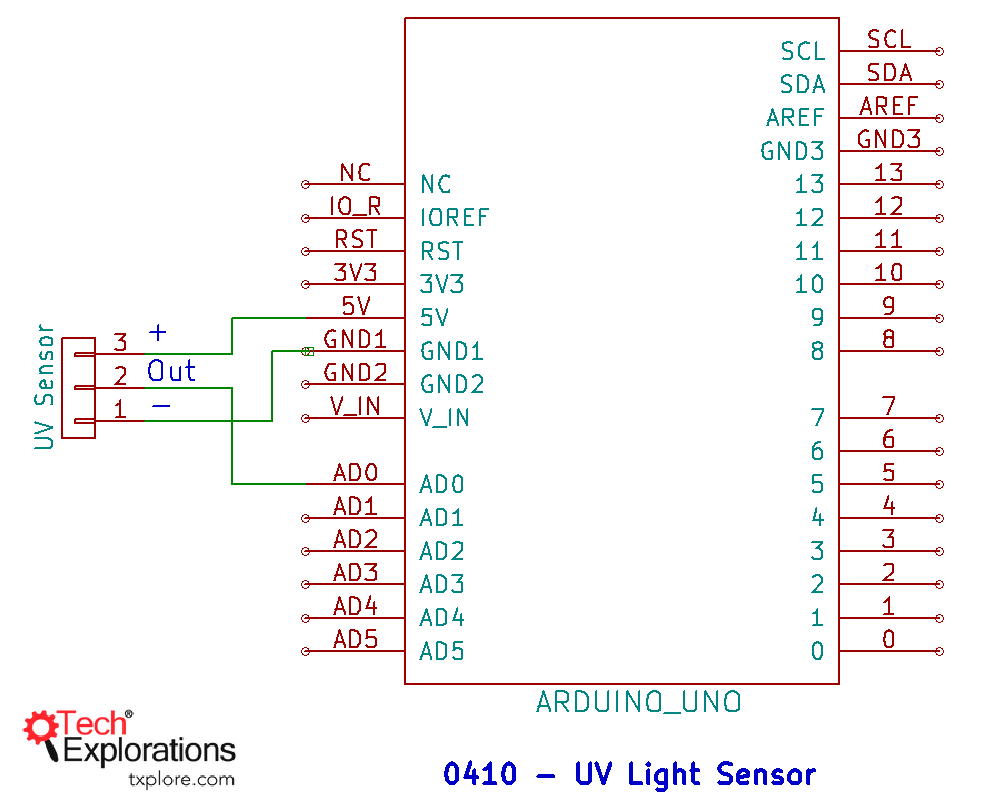 SCL
SCL
SDA
SDA
AREF
AREF
GND3
GND3
NC
NC
13
13
IO_R
IOREF
12
12
RST
RST
11
11
3V3
3V3
10
10
5V
5V
9
9
GND1
GND1
8
8
GND2
GND2
V_IN
V_IN
7
7
6
6
AD0
AD0
5
5
AD1
AD1
4
4
AD2
AD2
3
3
AD3
AD3
2
2
AD4
AD4
1
1
AD5
AD5
0
0
UV Sensor
3 +
2 Out
1 -
ARDUINO_UNO
Tech®
Explorations
txplore.com
0410 - UV Light Sensor